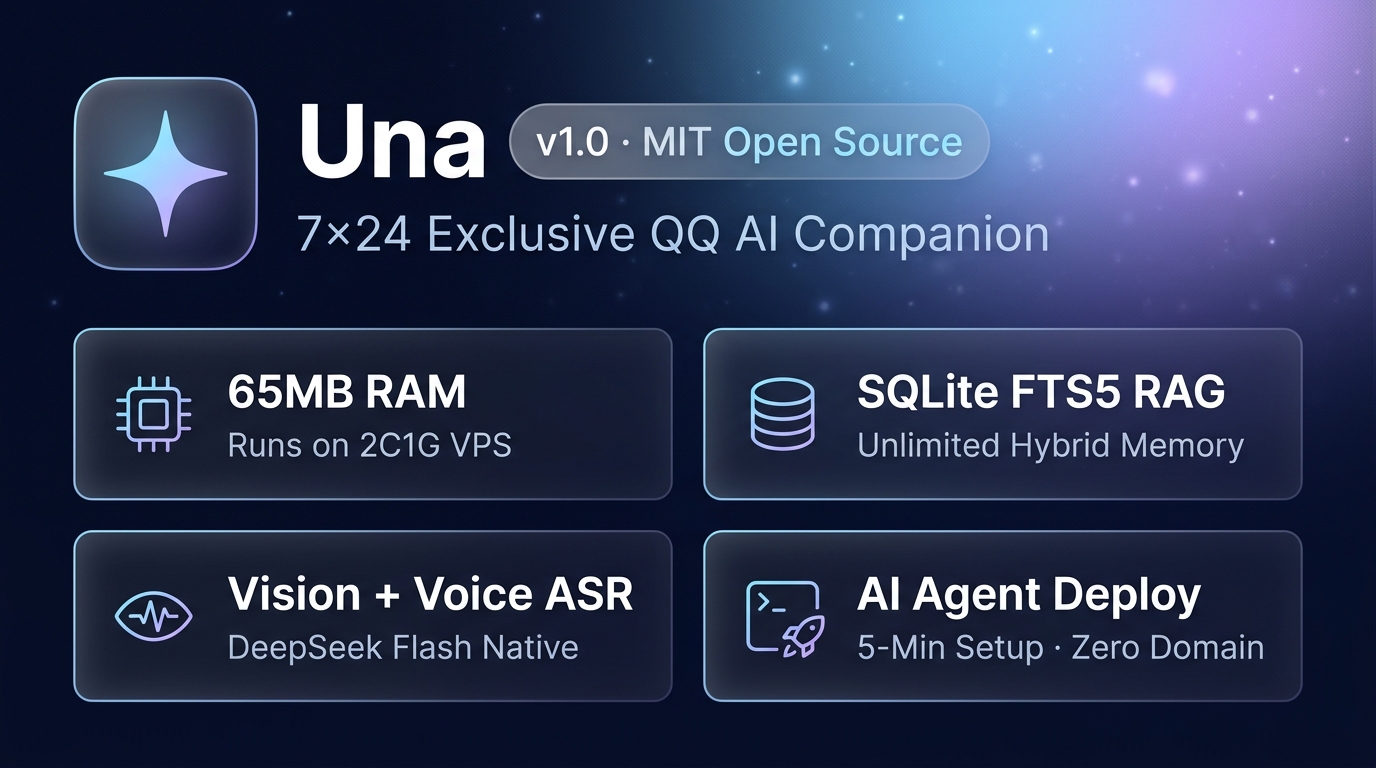 Una
v1.0 · MIT Open Source
7×24 Exclusive QQ AI Companion
65MB RAM
Runs on 2C1G VPS
SQLite FTS5 RAG
Unlimited Hybrid Memory
Vision + Voice ASR
DeepSeek Flash Native
AI Agent Deploy
5-Min Setup · Zero Domain